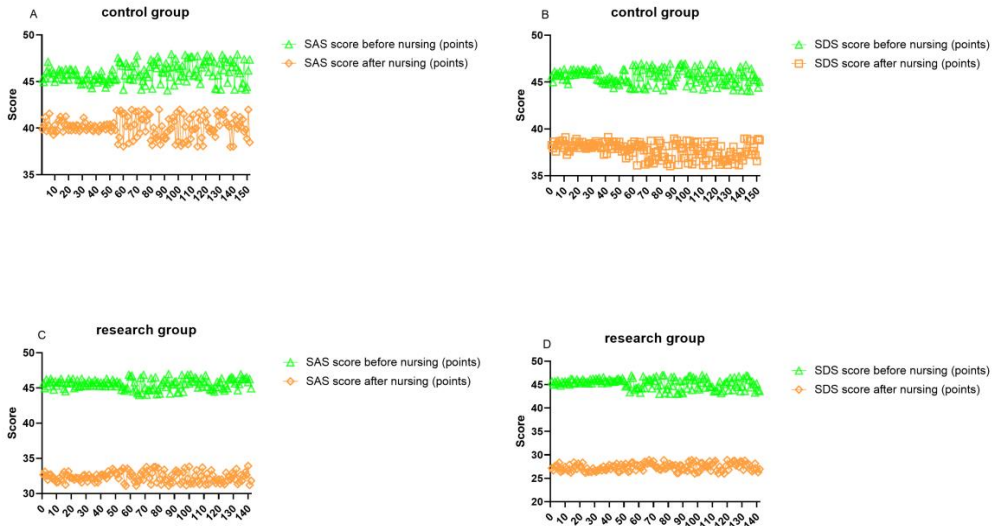 A
control group
SAS score before nursing (points)
SAS score after nursing (points)
Score
50
45
40
35
10 20 30 40 50 60 70 80 90 100 110 120 130 140 150
B
control group
SDS score before nursing (points)
SDS score after nursing (points)
Score
50
45
40
35
0 10 20 30 40 50 60 70 80 90 100 110 120 130 140 150
C
research group
SAS score before nursing (points)
SAS score after nursing (points)
Score
50
45
40
35
30
0 10 20 30 40 50 60 70 80 90 100 110 120 130 140
D
research group
SDS score before nursing (points)
SDS score after nursing (points)
Score
50
45
40
35
30
25
20
0 10 20 30 40 50 60 70 80 90 100 110 120 130 140